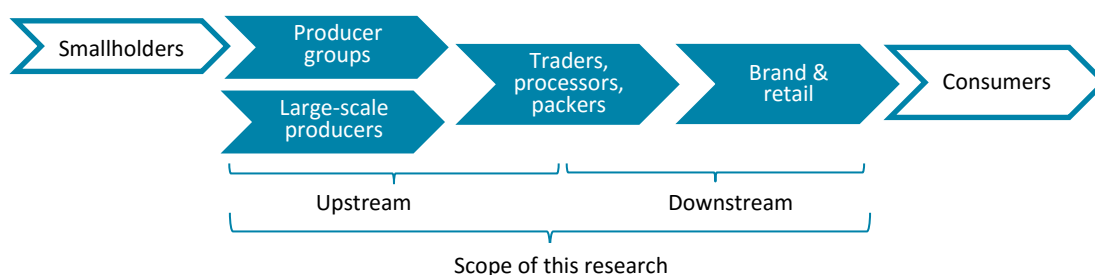 Smallholders
Producer
groups
Large-scale
producers
Traders,
processors,
packers
Brand &
retail
Consumers
Upstream
Downstream
Scope of this research